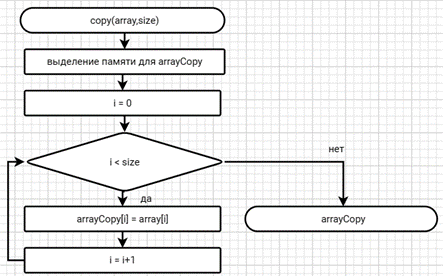 copy(array,size)
выделение памяти для arrayCopy
i = 0
i < size
нет
да
arrayCopy[i] = array[i]
arrayCopy
i = i+1